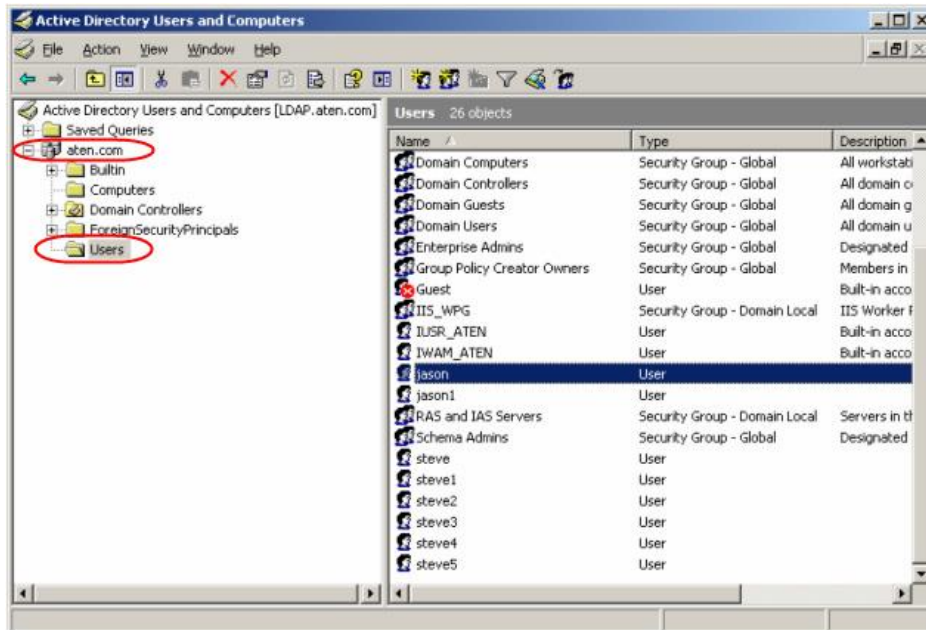 Active Directory Users and Computers
File Action View Window Help
Active Directory Users and Computers [LDAP.aten.com]
Saved Queries
aten.com
Builtin
Computers
Domain Controllers
ForeignSecurityPrincipals
Users
Users 26 objects
Name Type Description
Domain Computers Security Group - Global All workstati
Domain Controllers Security Group - Global All domain c
Domain Guests Security Group - Global All domain g
Domain Users Security Group - Global All domain u
Enterprise Admins Security Group - Global Designated
Group Policy Creator Owners Security Group - Global Members in
Guest User Built-in acco
IIS_WPG Security Group - Domain Local IIS Worker
IUSR_ATEN User Built-in acco
IWAM_ATEN User Built-in acco
jason User
jason1 User
RAS and IAS Servers Security Group - Domain Local Servers in th
Schema Admins Security Group - Global Designated
steve User
steve1 User
steve2 User
steve3 User
steve4 User
steve5 User